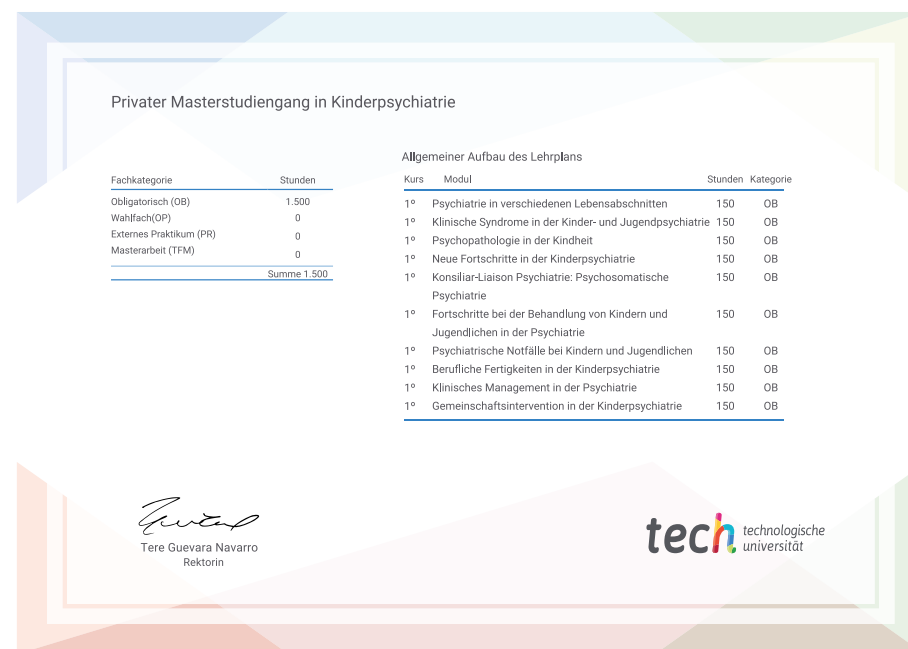 Privater Masterstudiengang in Kinderpsychiatrie
Fachkategorie Stunden
Obligatorisch (OB) 1.500
Wahlfach(OP) 0
Externes Praktikum (PR) 0
Masterarbeit (TFM) 0
Summe 1.500
Allgemeiner Aufbau des Lehrplans
Kurs Modul Stunden Kategorie
1º Psychiatrie in verschiedenen Lebensabschnitten 150 OB
1º Klinische Syndrome in der Kinder- und Jugendpsychiatrie 150 OB
1º Psychopathologie in der Kindheit 150 OB
1º Neue Fortschritte in der Kinderpsychiatrie 150 OB
1º Konsiliar-Liaison Psychiatrie: Psychosomatische 150 OB
Psychiatrie
1º Fortschritte bei der Behandlung von Kindern und 150 OB
Jugendlichen in der Psychiatrie
1º Psychiatrische Notfälle bei Kindern und Jugendlichen 150 OB
1º Berufliche Fertigkeiten in der Kinderpsychiatrie 150 OB
1º Klinisches Management in der Psychiatrie 150 OB
1º Gemeinschaftsintervention in der Kinderpsychiatrie 150 OB
Tere Guevara Navarro
Rektorin
tech technologische
universität